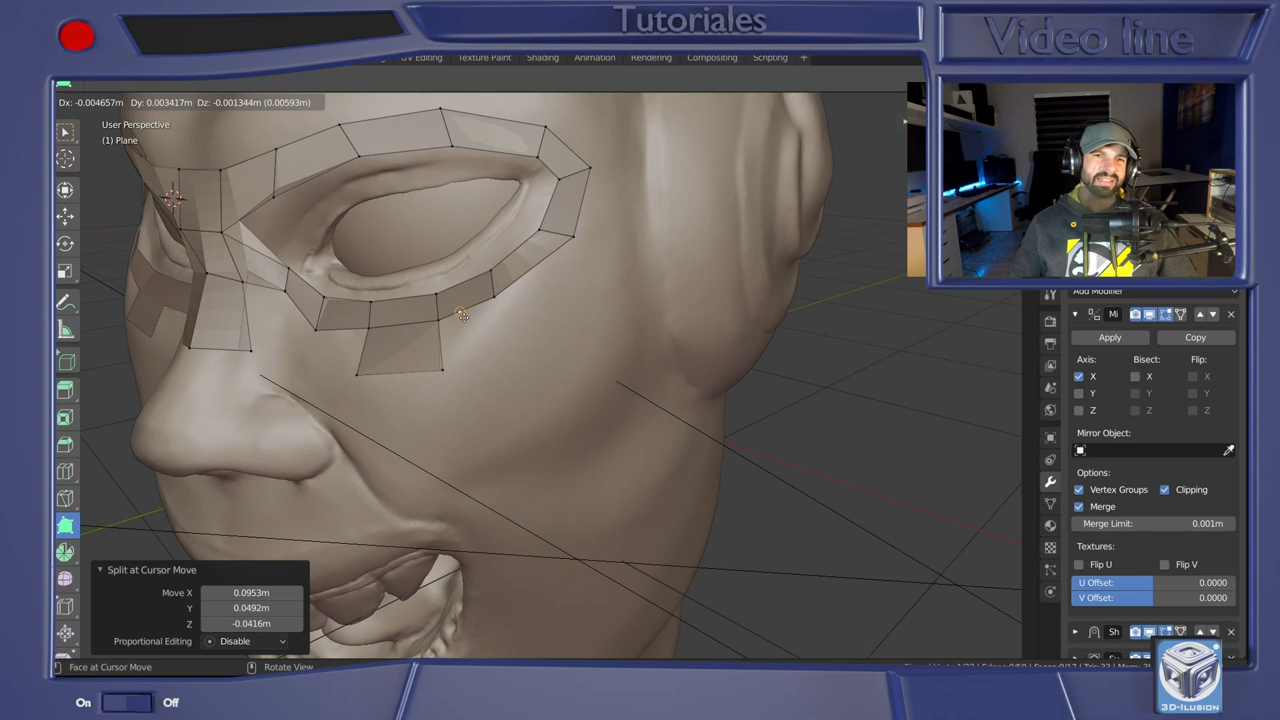 Tutoriales
Video line
UV Editing Texture Paint Shading Animation Rendering Compositing Scripting +
Dx: -0.004657m Dy: 0.003417m Dz: -0.001344m (0.00593m)
User Perspective
(1) Plane
Add Modifier
Mi
Apply Copy
Axis: Bisect: Flip:
X X X
Y Y Y
Z Z Z
Mirror Object:
Options:
Vertex Groups Clipping
Merge
Merge Limit: 0.001m
Textures:
Flip U Flip V
U Offset: 0.0000
V Offset: 0.0000
Sh
Split at Cursor Move
Move X 0.0953m
Y 0.0492m
Z -0.0416m
Proportional Editing Disable
Face at Cursor Move Rotate View
On Off
3D-ILUSION